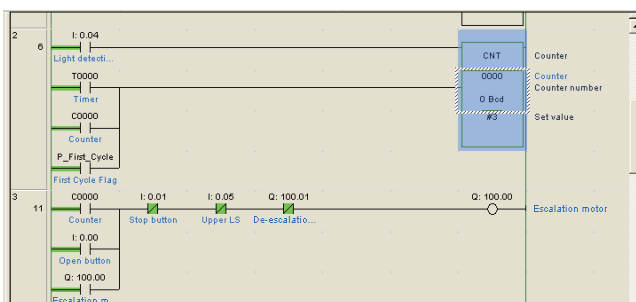 2
6
I: 0.04
Light detecti...
CNT
Counter
T0000
Timer
0000
Counter
Counter number
0 Bcd
C0000
Counter
#3
Set value
P_First_Cycle
First Cycle Flag
3
11
C0000
I: 0.01
I: 0.05
Q: 100.01
Q: 100.00
Counter
Stop button
Upper LS
De-escalatio...
Escalation motor
I: 0.00
Open button
Q: 100.00
Escalation m...